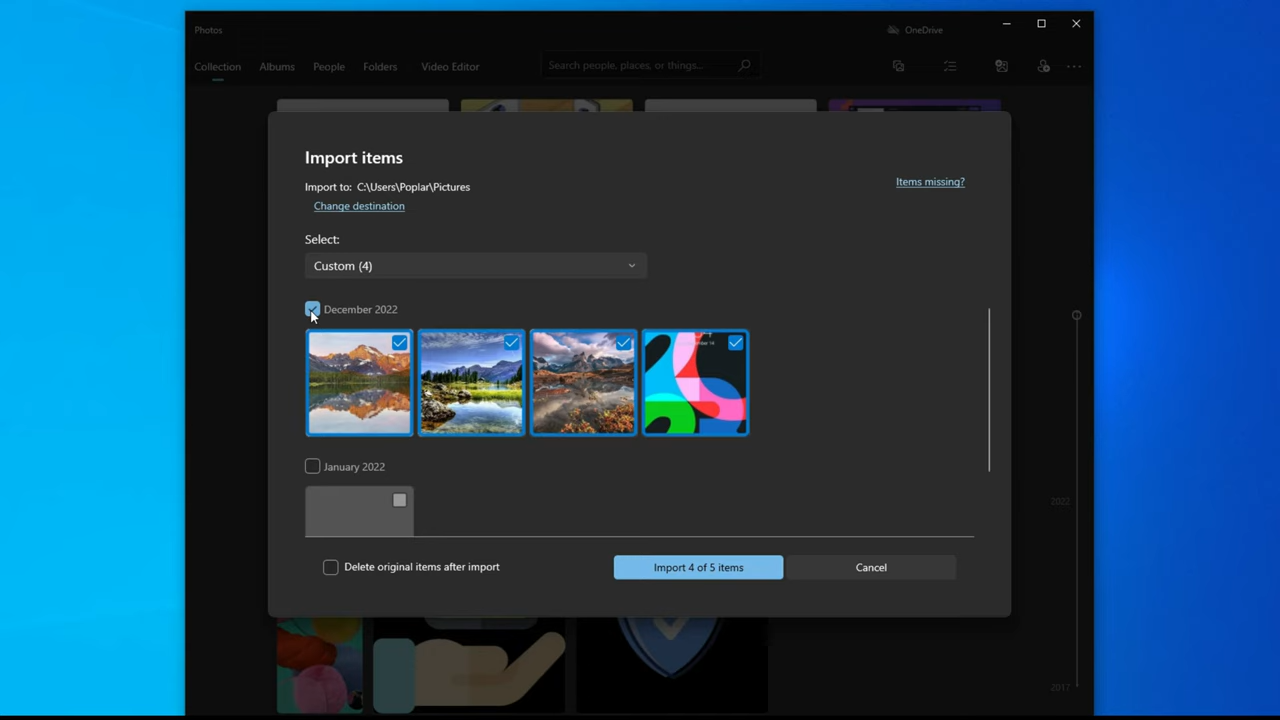 Photos
OneDrive
Collection Albums People Folders Video Editor
Search people, places, or things...
Import items
Import to: C:\Users\Poplar\Pictures
Items missing?
Change destination
Select:
Custom (4)
December 2022
January 2022
2022
Delete original items after import
Import 4 of 5 items
Cancel
2017